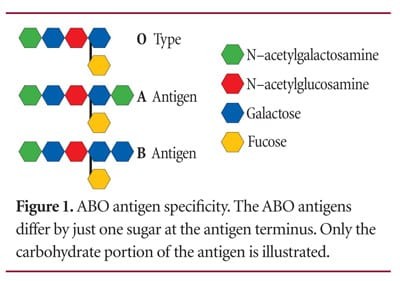 O Type
A Antigen
B Antigen
N–acetylgalactosamine
N–acetylglucosamine
Galactose
Fucose
Figure 1. ABO antigen specificity. The ABO antigens
differ by just one sugar at the antigen terminus. Only the
carbohydrate portion of the antigen is illustrated.